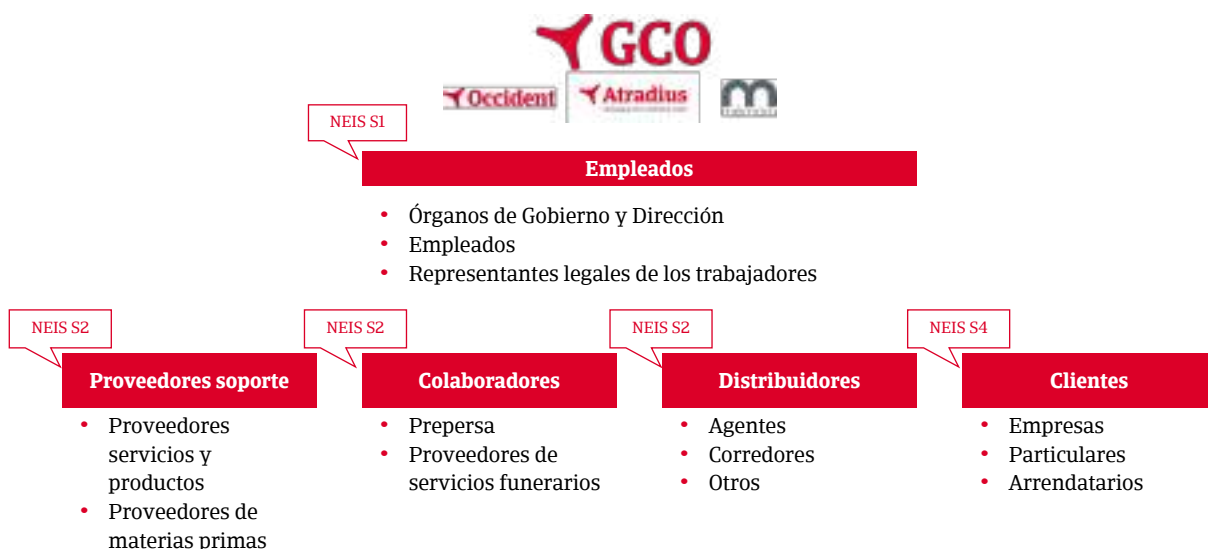 GCO
Occident
Atradius
NEIS S1
Empleados
• Órganos de Gobierno y Dirección
• Empleados
• Representantes legales de los trabajadores
NEIS S2
Proveedores soporte
• Proveedores
servicios y
productos
• Proveedores de
materias primas
NEIS S2
Colaboradores
• Prepersa
• Proveedores de
servicios funerarios
NEIS S2
Distribuidores
• Agentes
• Corredores
• Otros
NEIS S4
Clientes
• Empresas
• Particulares
• Arrendatarios